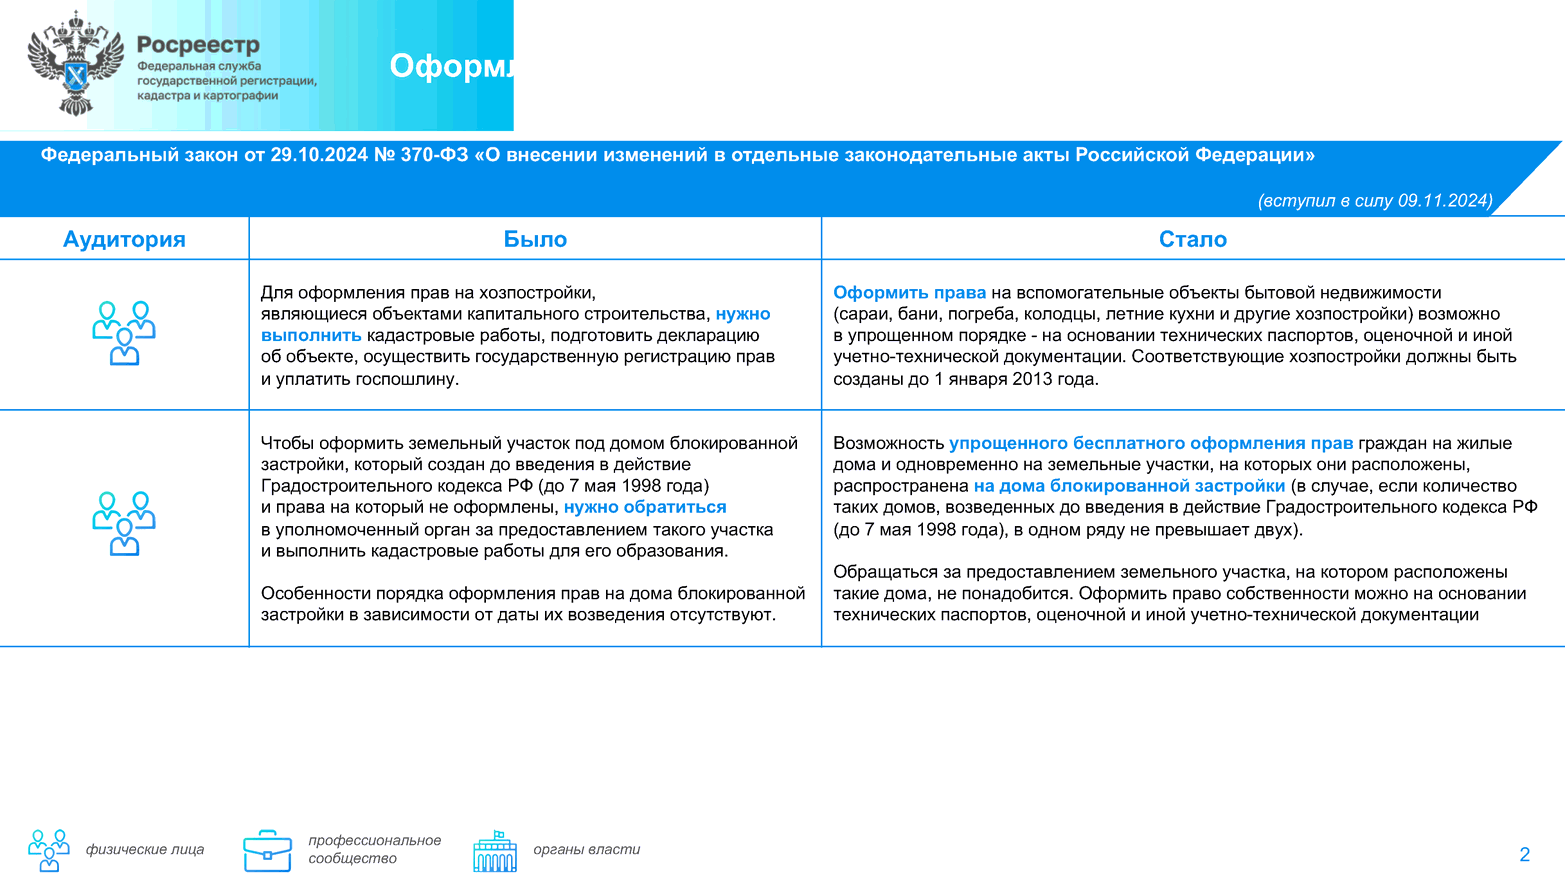 Росреестр
Федеральная служба
государственной регистрации,
кадастра и картографии
Оформл
Федеральный закон от 29.10.2024 № 370-ФЗ «О внесении изменений в отдельные законодательные акты Российской Федерации»
(вступил в силу 09.11.2024)
Аудитория
Было
Стало
Для оформления прав на хозпостройки,
являющиеся объектами капитального строительства, нужно
выполнить кадастровые работы, подготовить декларацию
об объекте, осуществить государственную регистрацию прав
и уплатить госпошлину.
Оформить права на вспомогательные объекты бытовой недвижимости
(сараи, бани, погреба, колодцы, летние кухни и другие хозпостройки) возможно
в упрощенном порядке - на основании технических паспортов, оценочной и иной
учетно-технической документации. Соответствующие хозпостройки должны быть
созданы до 1 января 2013 года.
Чтобы оформить земельный участок под домом блокированной
застройки, который создан до введения в действие
Градостроительного кодекса РФ (до 7 мая 1998 года)
и права на который не оформлены, нужно обратиться
в уполномоченный орган за предоставлением такого участка
и выполнить кадастровые работы для его образования.
Особенности порядка оформления прав на дома блокированной
застройки в зависимости от даты их возведения отсутствуют.
Возможность упрощенного бесплатного оформления прав граждан на жилые
дома и одновременно на земельные участки, на которых они расположены,
распространена на дома блокированной застройки (в случае, если количество
таких домов, возведенных до введения в действие Градостроительного кодекса РФ
(до 7 мая 1998 года), в одном ряду не превышает двух).
Обращаться за предоставлением земельного участка, на котором расположены
такие дома, не понадобится. Оформить право собственности можно на основании
технических паспортов, оценочной и иной учетно-технической документации
физические лица
профессиональное
сообщество
органы власти
2